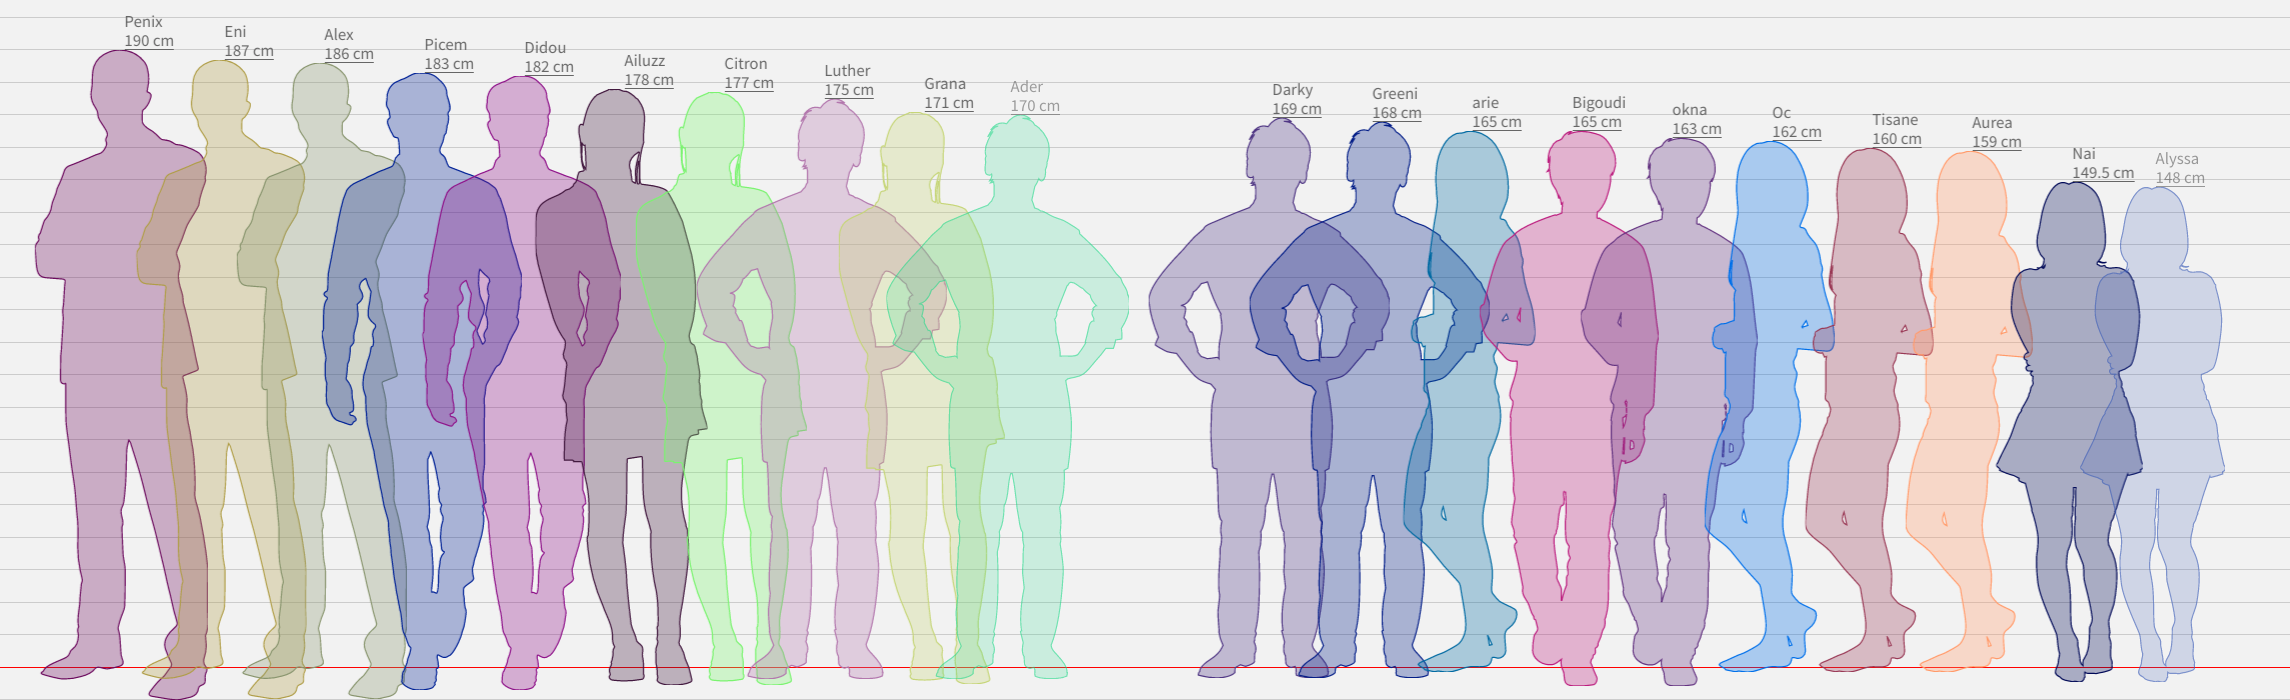 Penix
190 cm
Eni
187 cm
Alex
186 cm
Picem
183 cm
Didou
182 cm
Ailuzz
178 cm
Citron
177 cm
Luther
175 cm
Grana
171 cm
Ader
170 cm
Darky
169 cm
Greeni
168 cm
arie
165 cm
Bigoudi
165 cm
okna
163 cm
Oc
162 cm
Tisane
160 cm
Aurea
159 cm
Nai
149.5 cm
Alyssa
148 cm